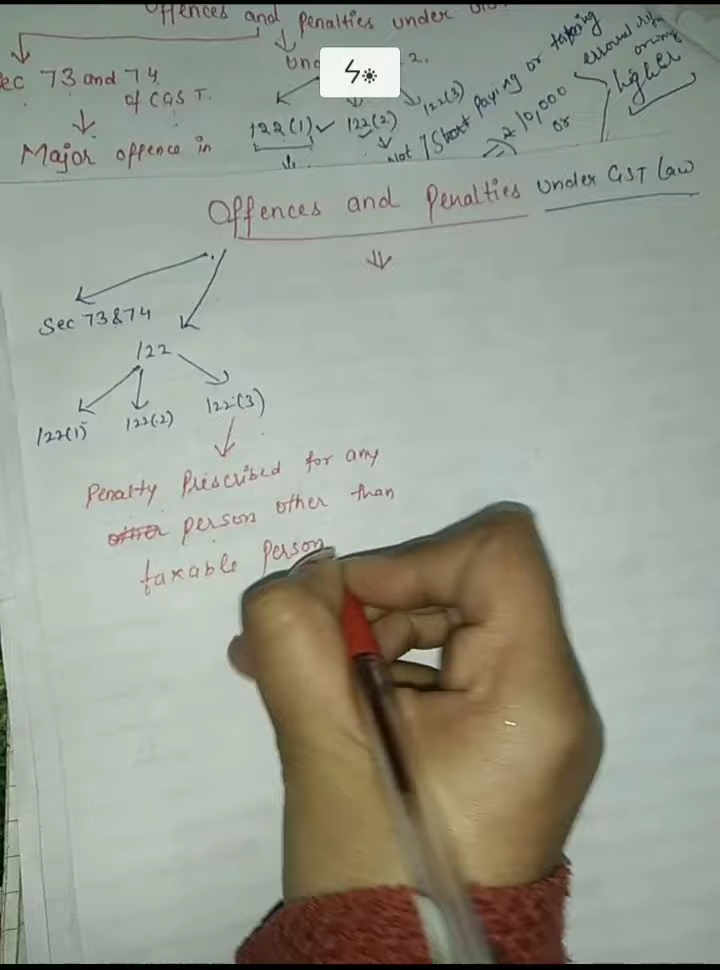 Offences and Penalties under
Sec 73 and 74
of CGST.
Major offence in
2.
122(1) ✓ 122(2) 122(3)
Not / Short paying or
10,000
or
higher
Offences and Penalties under GST Law
Sec 73 & 74
122
122(1) 122(2) 122(3)
Penalty Prescribed for any
person other than
taxable person